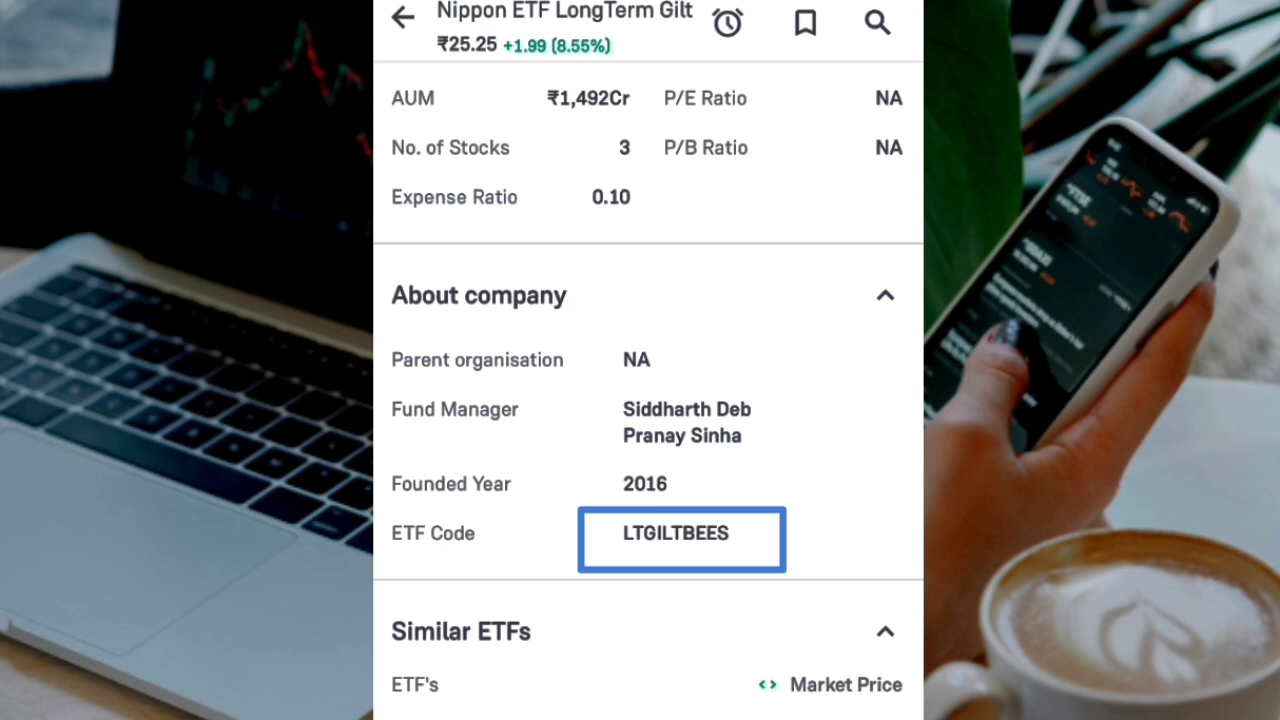 Nippon ETF LongTerm Gilt
₹25.25 +1.99 (8.55%)
AUM ₹1,492Cr P/E Ratio NA
No. of Stocks 3 P/B Ratio NA
Expense Ratio 0.10
About company
Parent organisation NA
Fund Manager Siddharth Deb
Pranay Sinha
Founded Year 2016
ETF Code LTGILTBEES
Similar ETFs
ETF's <> Market Price